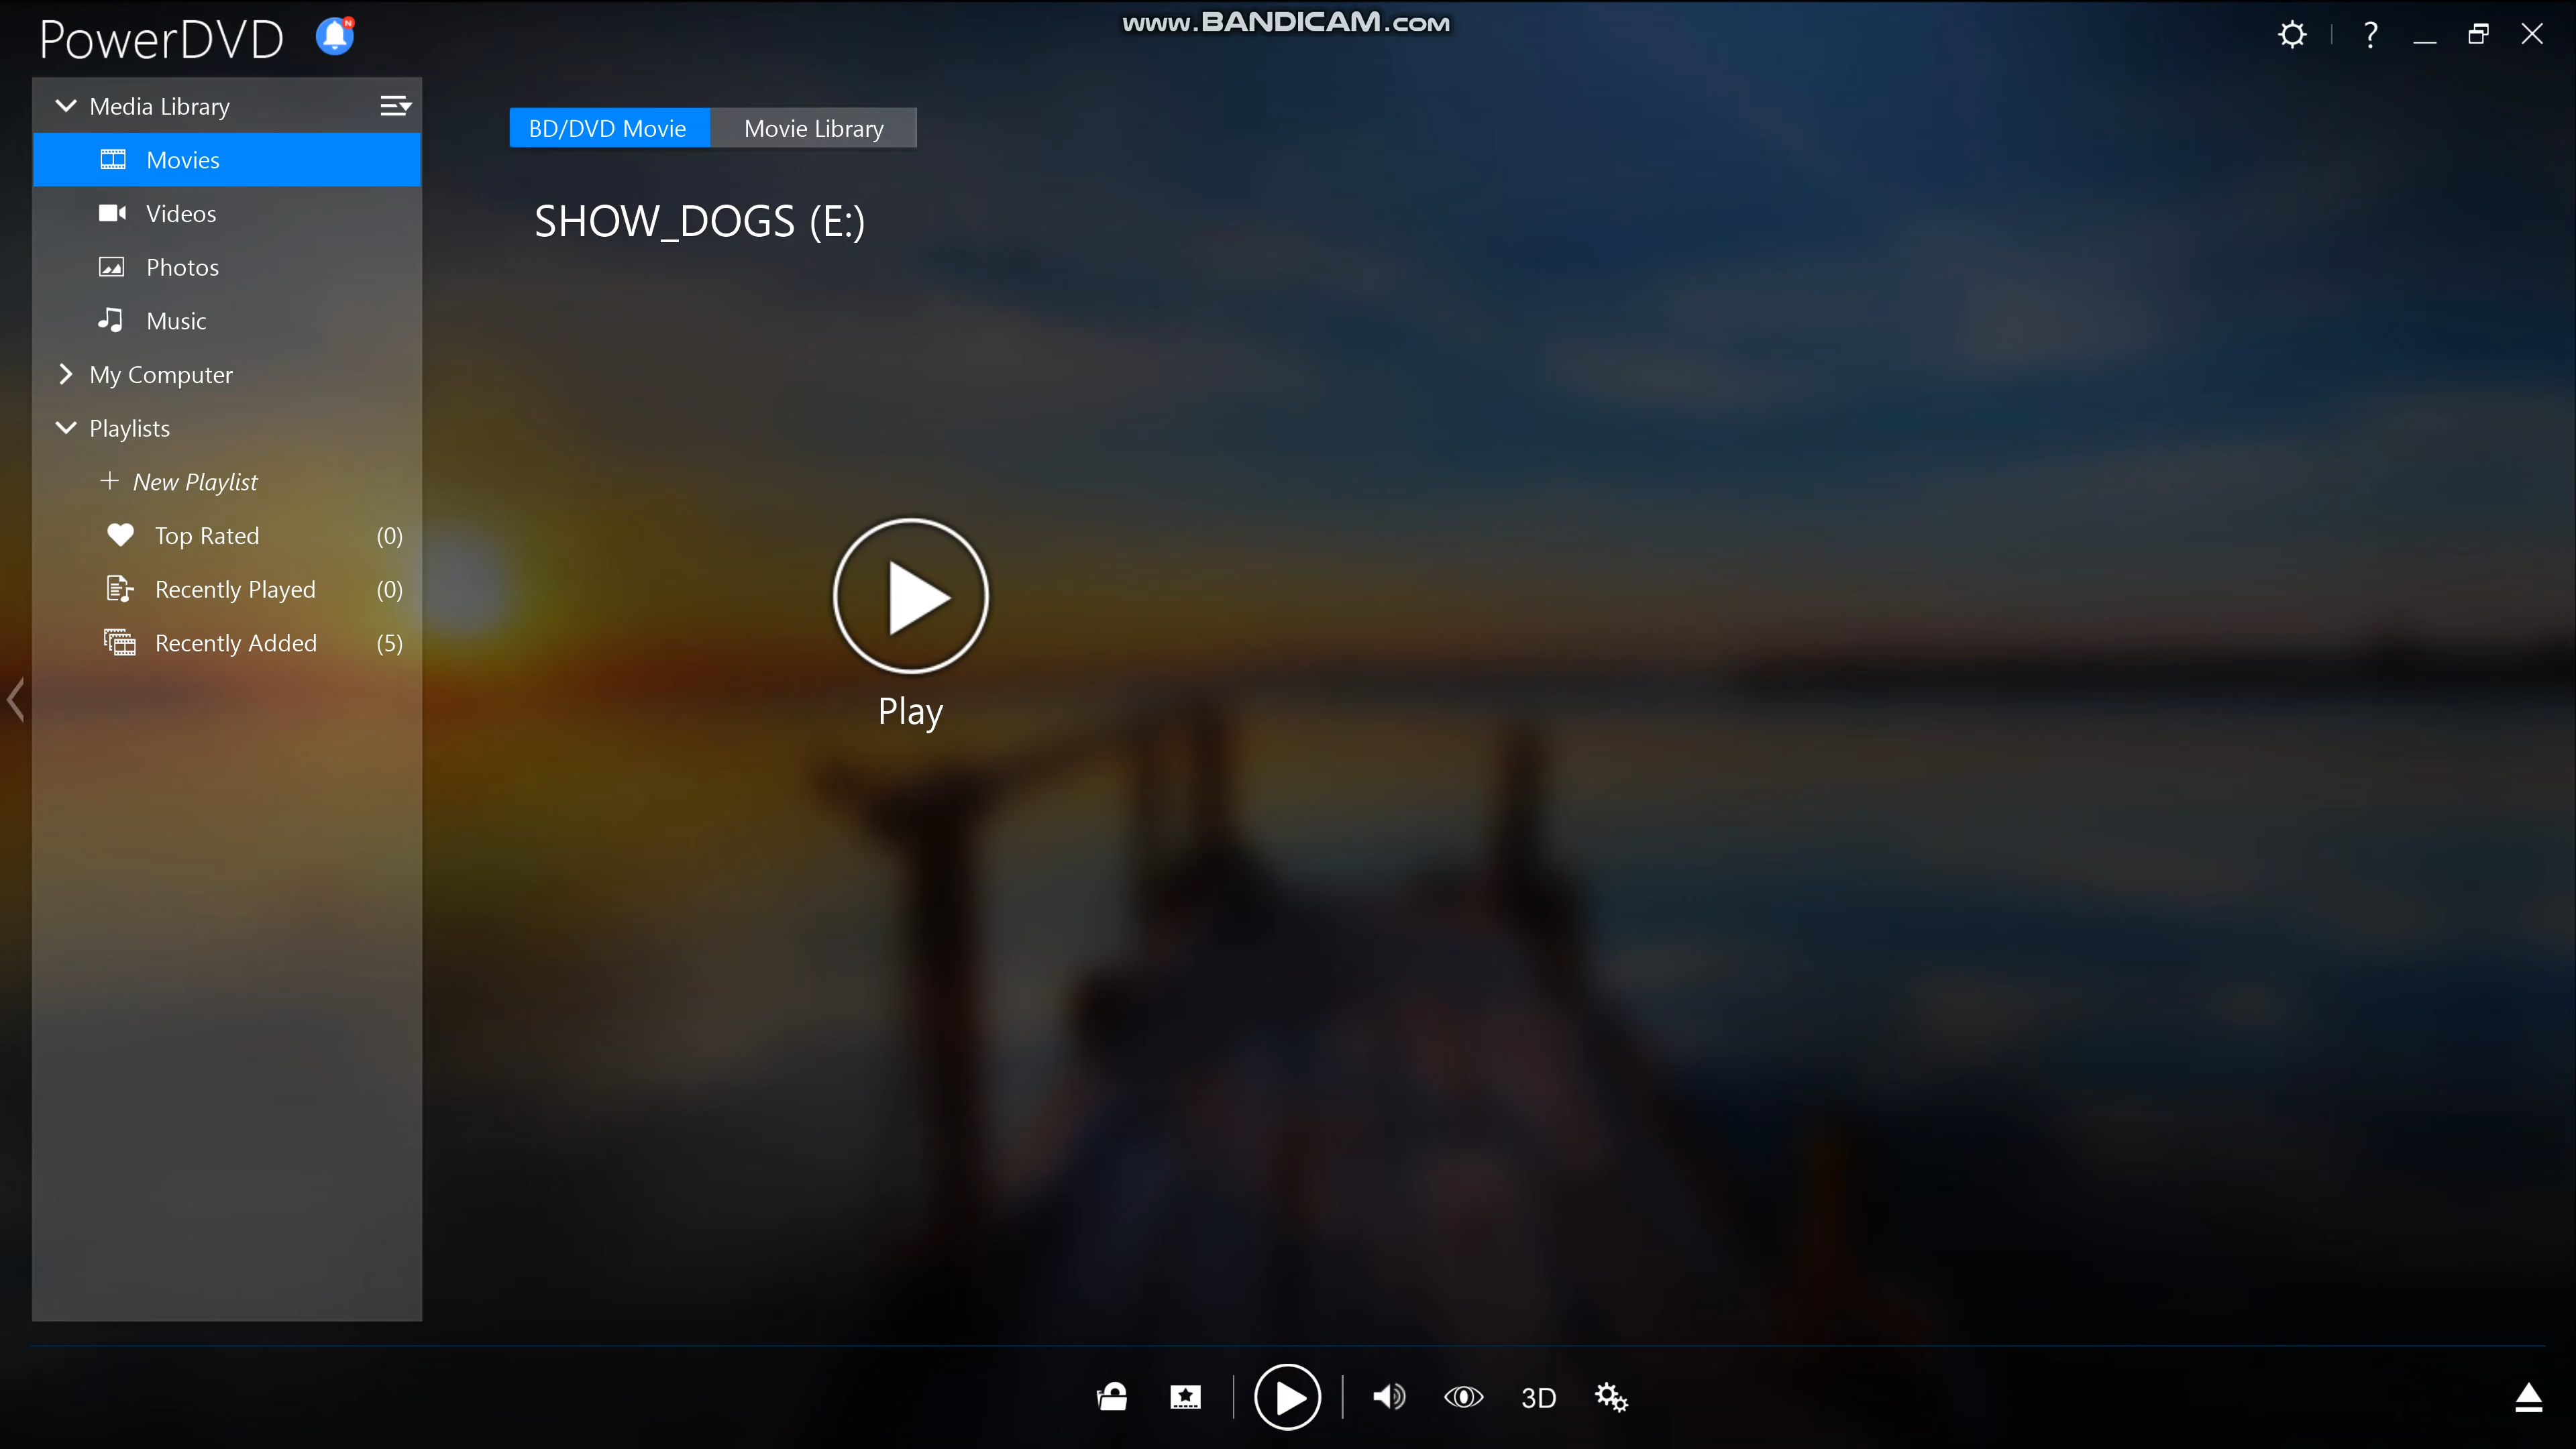 PowerDVD
N
www.BANDICAM.com
?
Media Library
Movies
Videos
Photos
Music
My Computer
Playlists
+ New Playlist
Top Rated (0)
Recently Played (0)
Recently Added (5)
BD/DVD Movie
Movie Library
SHOW_DOGS (E:)
Play
3D